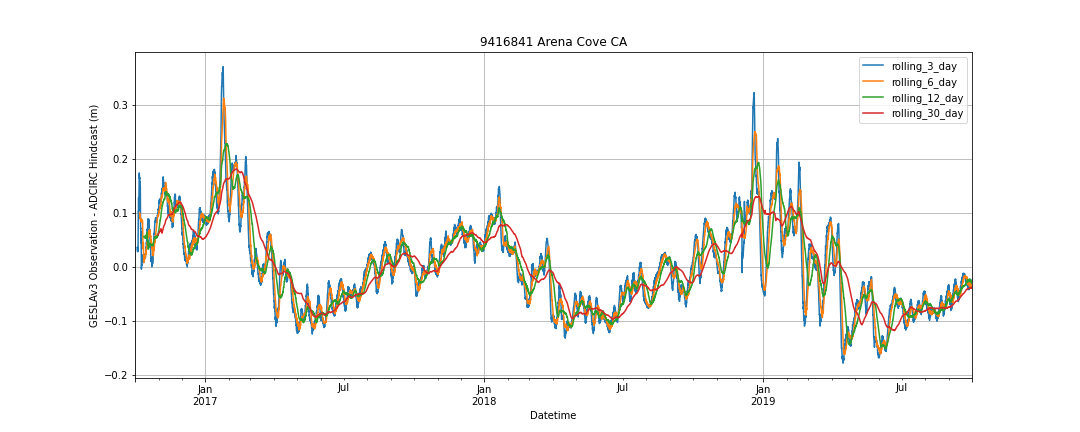 9416841 Arena Cove CA
rolling_3_day
rolling_6_day
rolling_12_day
rolling_30_day
GESLAv3 Observation - ADCIRC Hindcast (m)
0.3
0.2
0.1
0.0
−0.1
−0.2
Jan
2017
Jul
Jan
2018
Jul
Jan
2019
Jul
Datetime